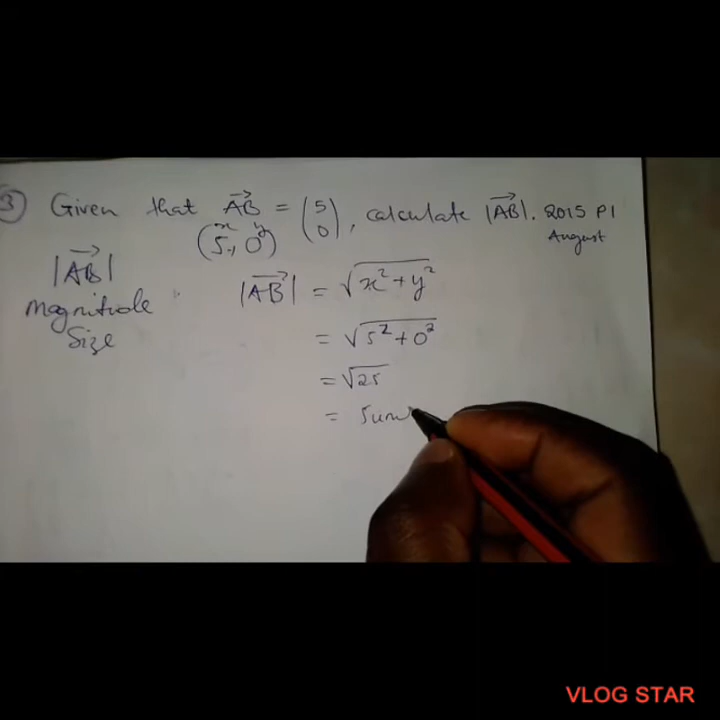 3 Given that AB = (5 0), calculate |AB|. 2015 P1
August
x y
(5, 0)
|AB|
magnitude
Size
|AB| = √x² + y²
= √5² + 0²
= √25
= 5
VLOG STAR